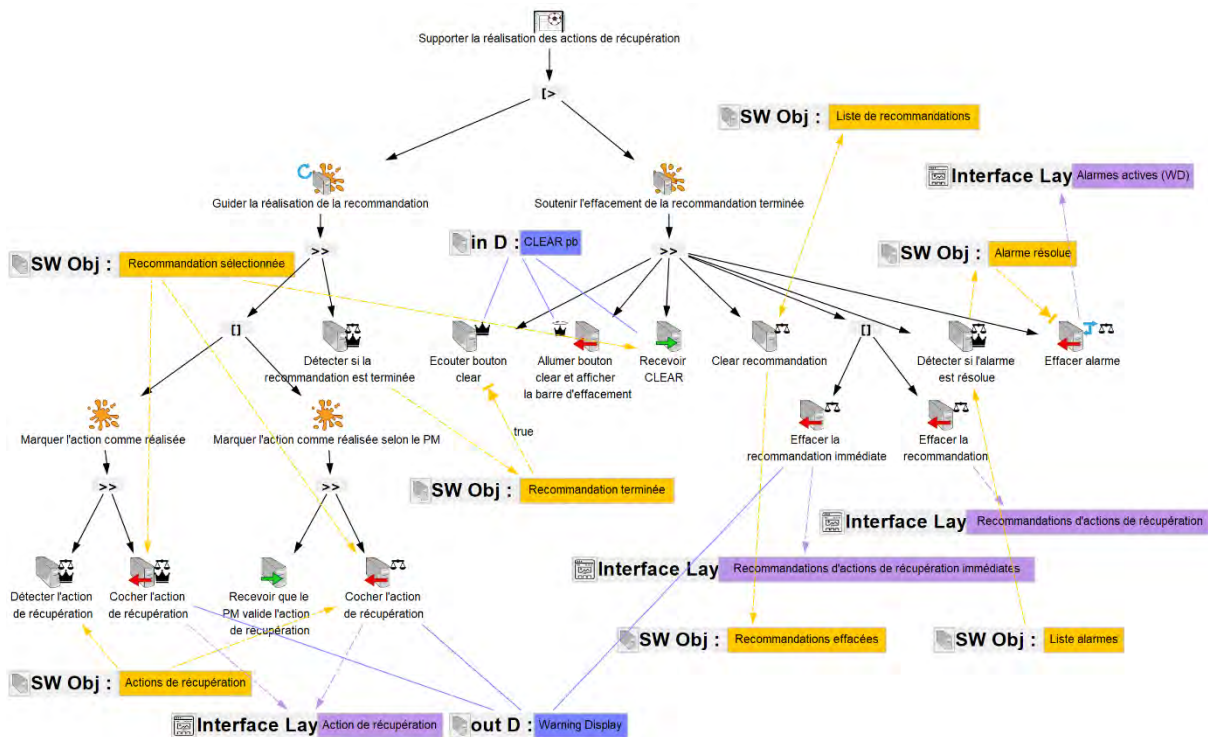 Supporter la réalisation des actions de récupération
[>
SW Obj : Liste de recommandations
Interface Lay Alarmes actives (WD)
Guider la réalisation de la recommandation
Soutenir l'effacement de la recommandation terminée
>>
in D : CLEAR pb
>>
SW Obj : Alarme résolue
SW Obj : Recommandation sélectionnée
[]
Détecter si la
recommandation est terminée
Ecouter bouton
clear
Allumer bouton
clear et afficher
la barre d'effacement
Recevoir
CLEAR
Clear recommandation
[]
Détecter si l'alarme
est résolue
Effacer alarme
Marquer l'action comme réalisée
Marquer l'action comme réalisée selon le PM
true
Effacer la
recommandation immédiate
Effacer la
recommandation
>>
>>
SW Obj : Recommandation terminée
Interface Lay Recommandations d'actions de récupération
Interface Lay Recommandations d'actions de récupération immédiates
Détecter l'action
de récupération
Cocher l'action
de récupération
Recevoir que le
PM valide l'action
de récupération
Cocher l'action
de récupération
SW Obj : Recommandations effacées
SW Obj : Liste alarmes
SW Obj : Actions de récupération
Interface Lay Action de récupération
out D : Warning Display